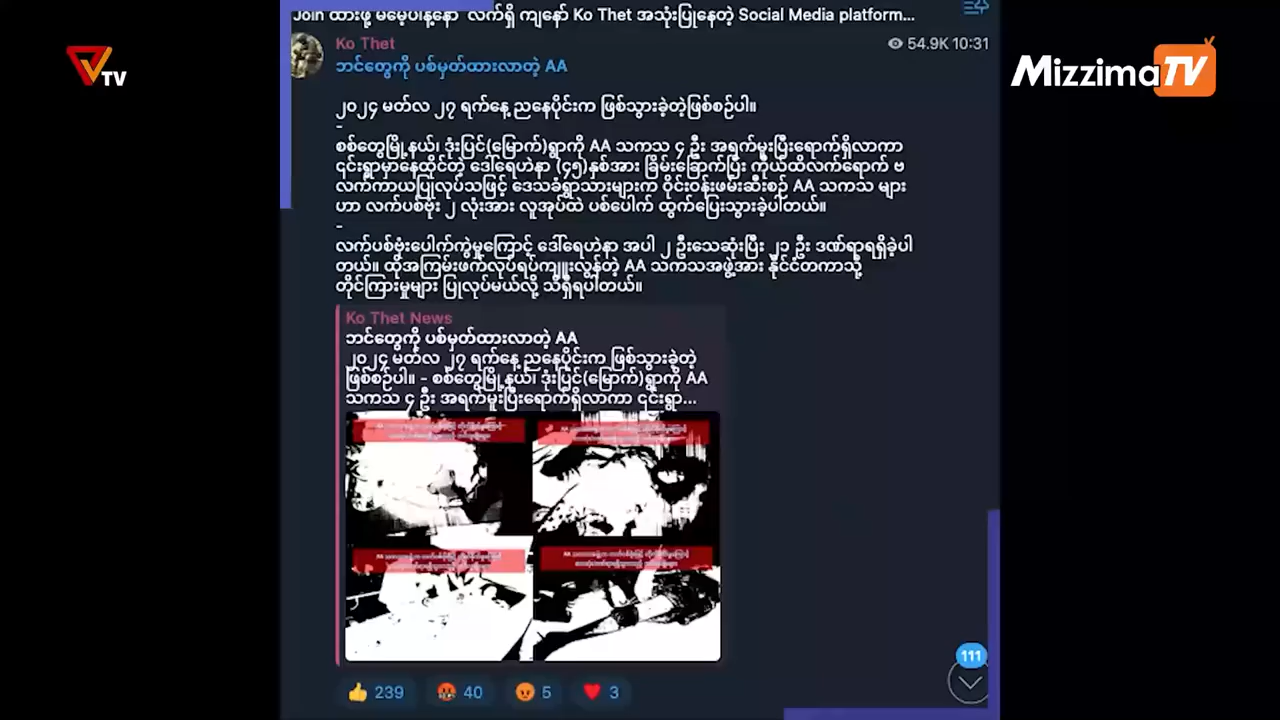 Join ထားဖို့ မမေ့ပါနဲ့နော် လက်ရှိ ကျနော် Ko Thet အသုံးပြုနေတဲ့ Social Media platform...
Ko Thet
54.9K 10:31
ဘင်တွေကို ပစ်မှတ်ထားလာတဲ့ AA
TV
Mizzima TV
၂၀၂၄ မတ်လ ၂၇ ရက်နေ့ ညနေပိုင်းက ဖြစ်သွားခဲ့တဲ့ဖြစ်စဉ်ပါ။
-
စစ်တွေမြို့နယ်၊ ဒုံးပြင်(မြောက်)ရွာကို AA သကသ ၄ ဦး အရက်မူးပြီးရောက်ရှိလာကာ
၎င်းရွာမှာနေထိုင်တဲ့ ဒေါ်ရေဟဲနာ (၄၅)နှစ်အား ခြိမ်းခြောက်ပြီး ကိုယ်ထိလက်ရောက် ဗ
လက်ကာယပြုလုပ်သဖြင့် ဒေသခံရွာသားများက ဝိုင်းဝန်းဖမ်းဆီးစဉ် AA သကသ များ
ဟာ လက်ပစ်ဗုံး ၂ လုံးအား လူအုပ်ထဲ ပစ်ပေါက် ထွက်ပြေးသွားခဲ့ပါတယ်။
-
လက်ပစ်ဗုံးပေါက်ကွဲမှုကြောင့် ဒေါ်ရေဟဲနာ အပါ ၂ ဦးသေဆုံးပြီး ၂၁ ဦး ဒဏ်ရာရရှိခဲ့ပါ
တယ်။ ထိုအကြမ်းဖက်လုပ်ရပ်ကျူးလွန်တဲ့ AA သကသအဖွဲ့အား နိုင်ငံတကာသို့
တိုင်ကြားမှုများ ပြုလုပ်မယ်လို့ သိရှိရပါတယ်။
Ko Thet News
ဘင်တွေကို ပစ်မှတ်ထားလာတဲ့ AA
၂၀၂၄ မတ်လ ၂၇ ရက်နေ့ ညနေပိုင်းက ဖြစ်သွားခဲ့တဲ့
ဖြစ်စဉ်ပါ။ - စစ်တွေမြို့နယ်၊ ဒုံးပြင်(မြောက်)ရွာကို AA
သကသ ၄ ဦး အရက်မူးပြီးရောက်ရှိလာကာ ၎င်းရွာ...
111
239 40 5 3